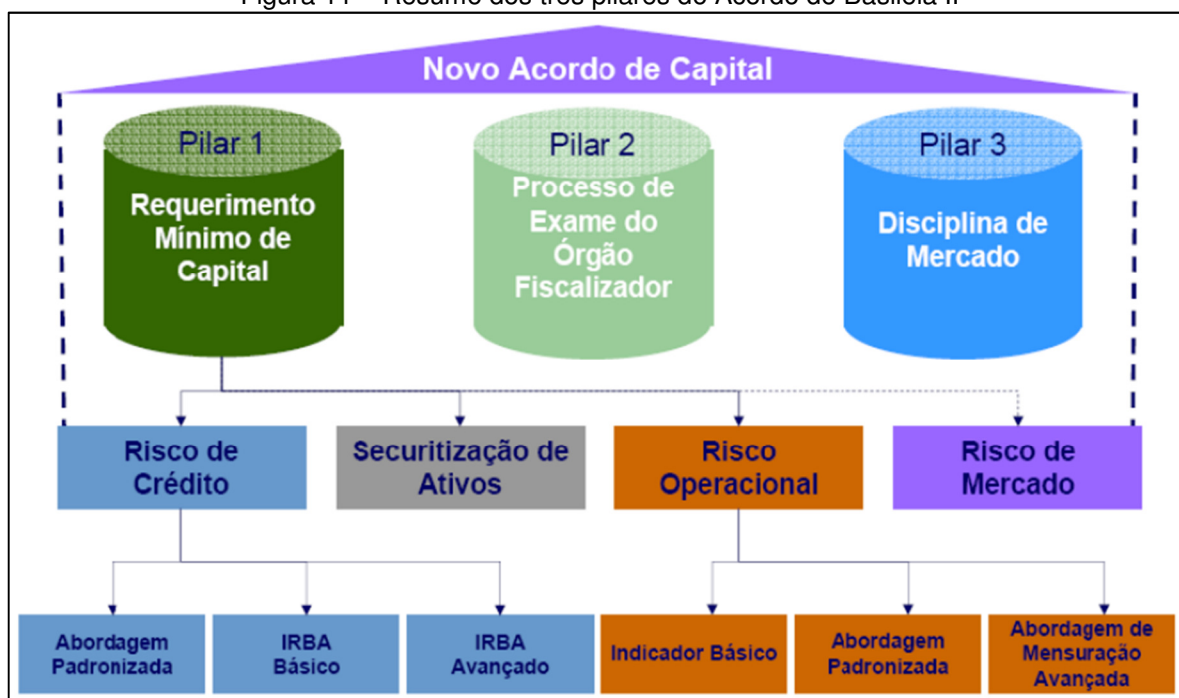 Novo Acordo de Capital
Pilar 1
Requerimento
Mínimo de
Capital
Pilar 2
Processo de
Exame do
Órgão
Fiscalizador
Pilar 3
Disciplina de
Mercado
Risco de
Crédito
Securitização de
Ativos
Risco
Operacional
Risco de
Mercado
Abordagem
Padronizada
IRBA
Básico
IRBA
Avançado
Indicador Básico
Abordagem
Padronizada
Abordagem de
Mensuração
Avançada